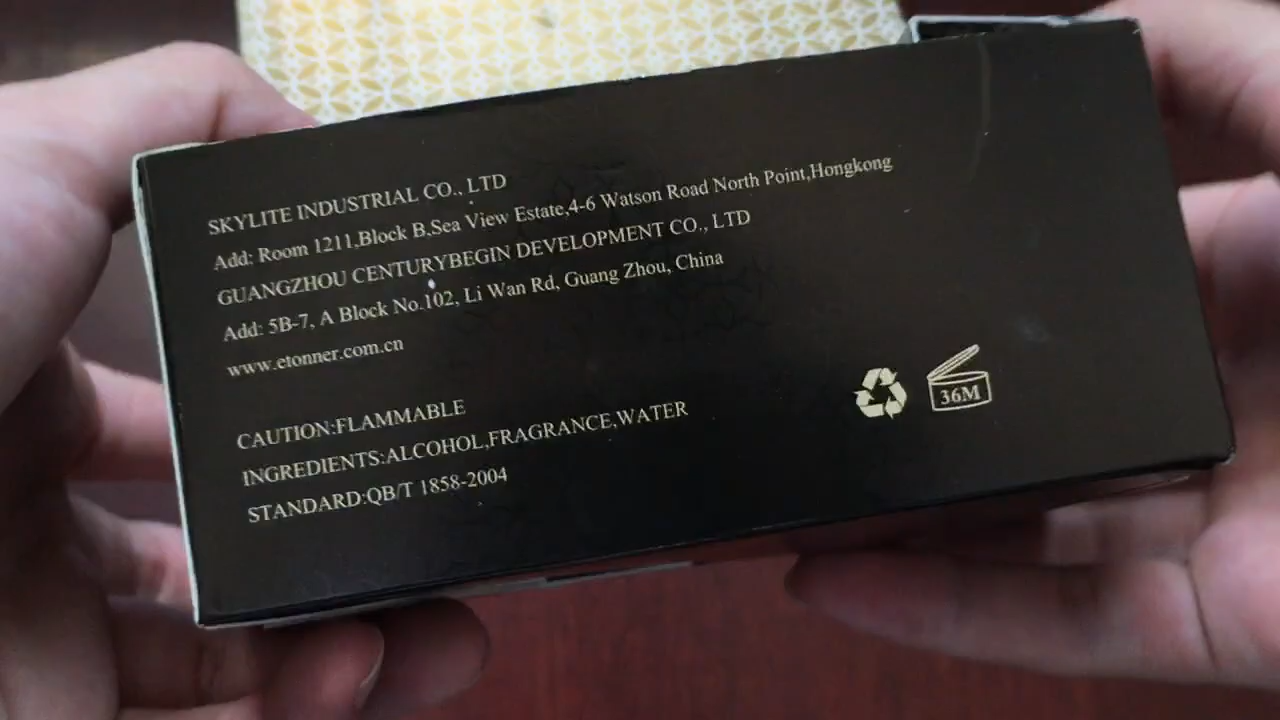 SKYLITE INDUSTRIAL CO., LTD
Add: Room 1211,Block B,Sea View Estate,4-6 Watson Road North Point,Hongkong
GUANGZHOU CENTURYBEGIN DEVELOPMENT CO., LTD
Add: 5B-7, A Block No.102, Li Wan Rd, Guang Zhou, China
www.etonner.com.cn
CAUTION:FLAMMABLE
INGREDIENTS:ALCOHOL,FRAGRANCE,WATER
STANDARD:QB/T 1858-2004
36M